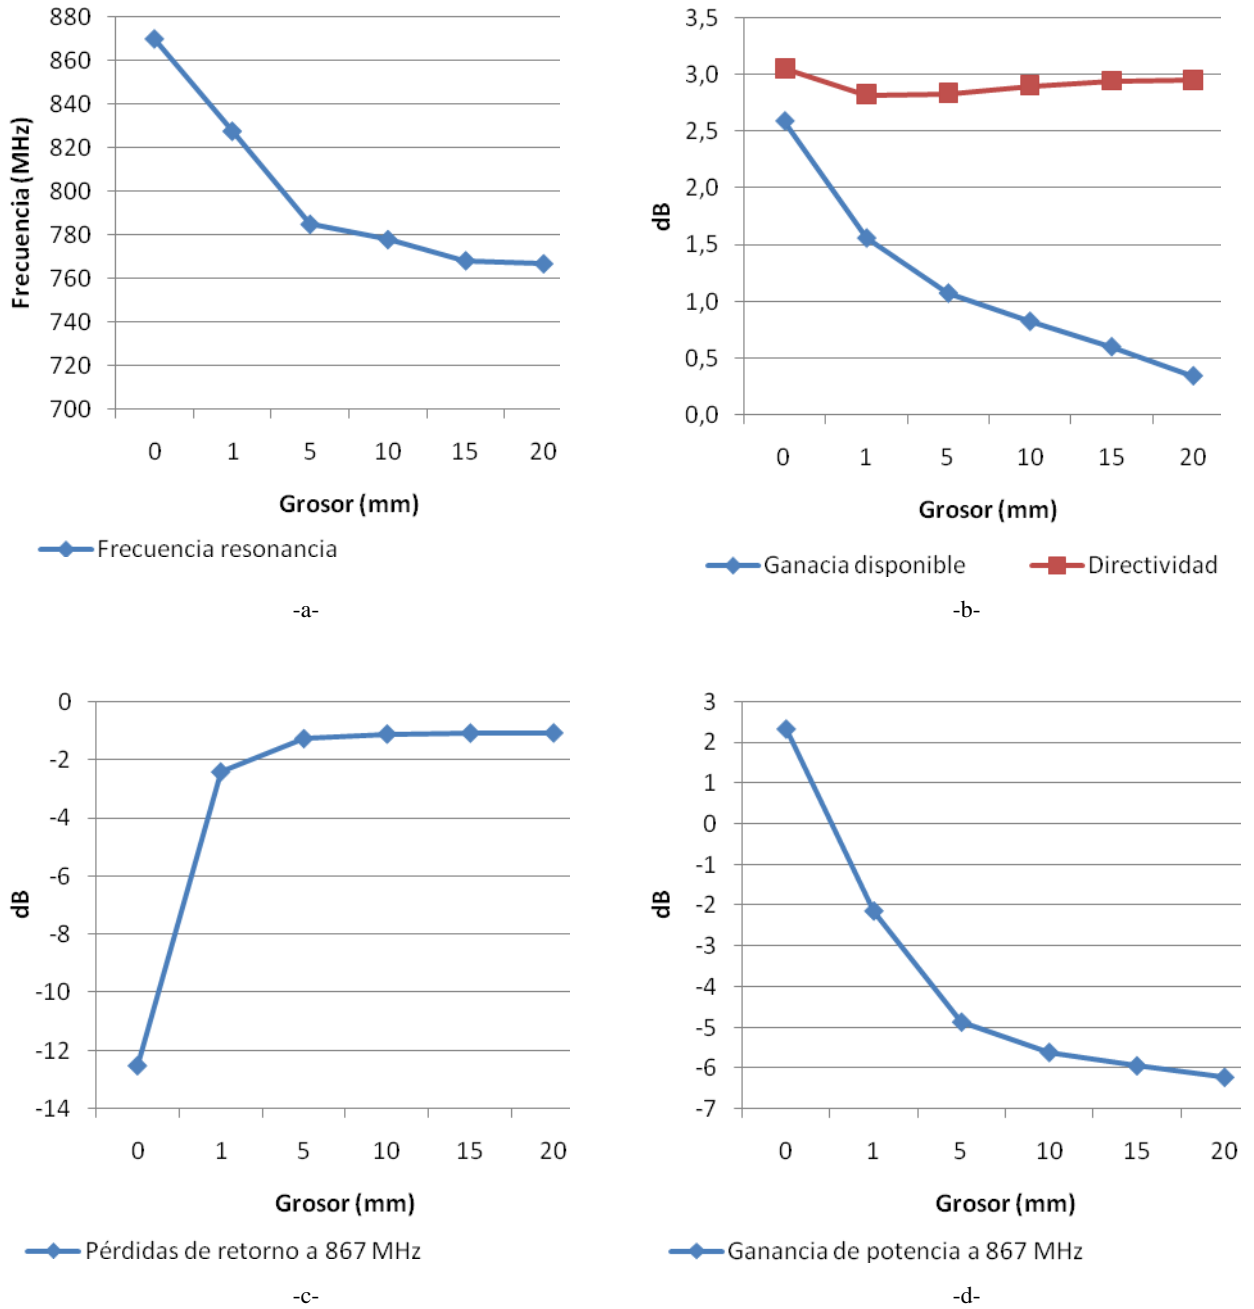 880
860
840
820
800
780
760
740
720
700
Frecuencia (MHz)
0 1 5 10 15 20
Grosor (mm)
Frecuencia resonancia
-a-
3,5
3,0
2,5
2,0
1,5
1,0
0,5
0,0
dB
0 1 5 10 15 20
Grosor (mm)
Ganacia disponible Directividad
-b-
0
-2
-4
-6
-8
-10
-12
-14
dB
0 1 5 10 15 20
Grosor (mm)
Pérdidas de retorno a 867 MHz
-c-
3
2
1
0
-1
-2
-3
-4
-5
-6
-7
dB
0 1 5 10 15 20
Grosor (mm)
Ganancia de potencia a 867 MHz
-d-